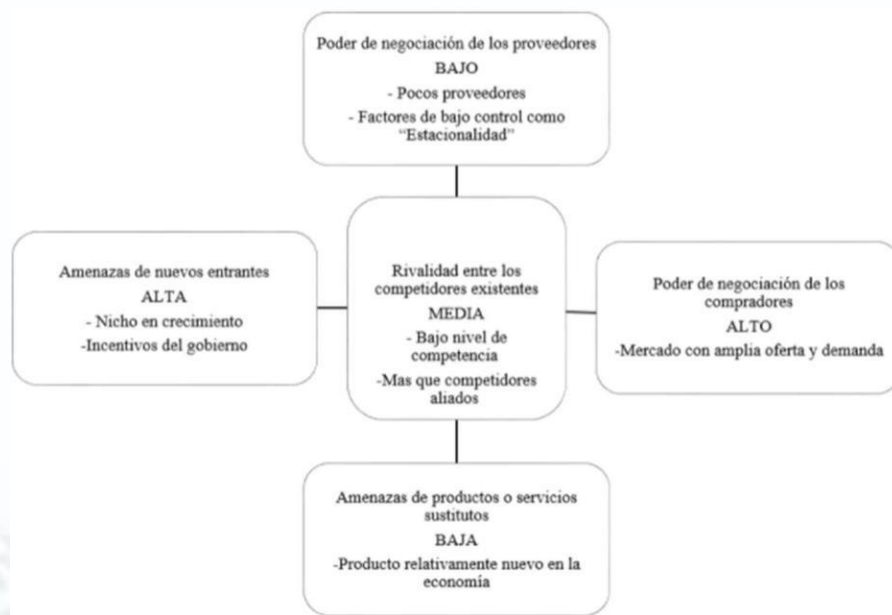 Poder de negociación de los proveedores
BAJO
- Pocos proveedores
- Factores de bajo control como
“Estacionalidad”
Amenazas de nuevos entrantes
ALTA
- Nicho en crecimiento
-Incentivos del gobierno
Rivalidad entre los
competidores existentes
MEDIA
- Bajo nivel de
competencia
-Mas que competidores
aliados
Poder de negociación de los
compradores
ALTO
-Mercado con amplia oferta y demanda
Amenazas de productos o servicios
sustitutos
BAJA
-Producto relativamente nuevo en la
economía